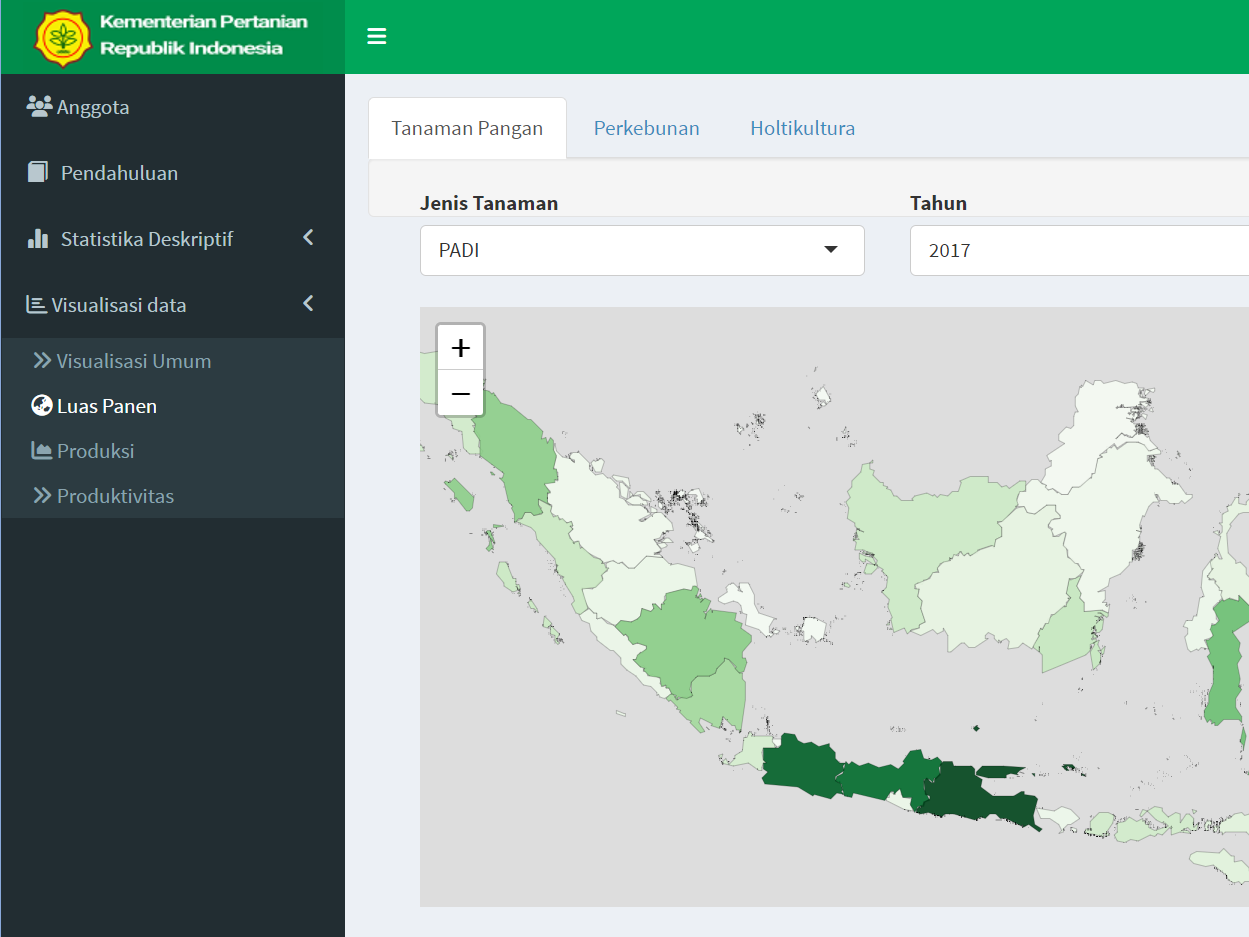 Kementerian Pertanian
Republik Indonesia
Anggota
Pendahuluan
Statistika Deskriptif
Visualisasi data
Visualisasi Umum
Luas Panen
Produksi
Produktivitas
Tanaman Pangan
Perkebunan
Holtikultura
Jenis Tanaman
Tahun
PADI
2017
+
−